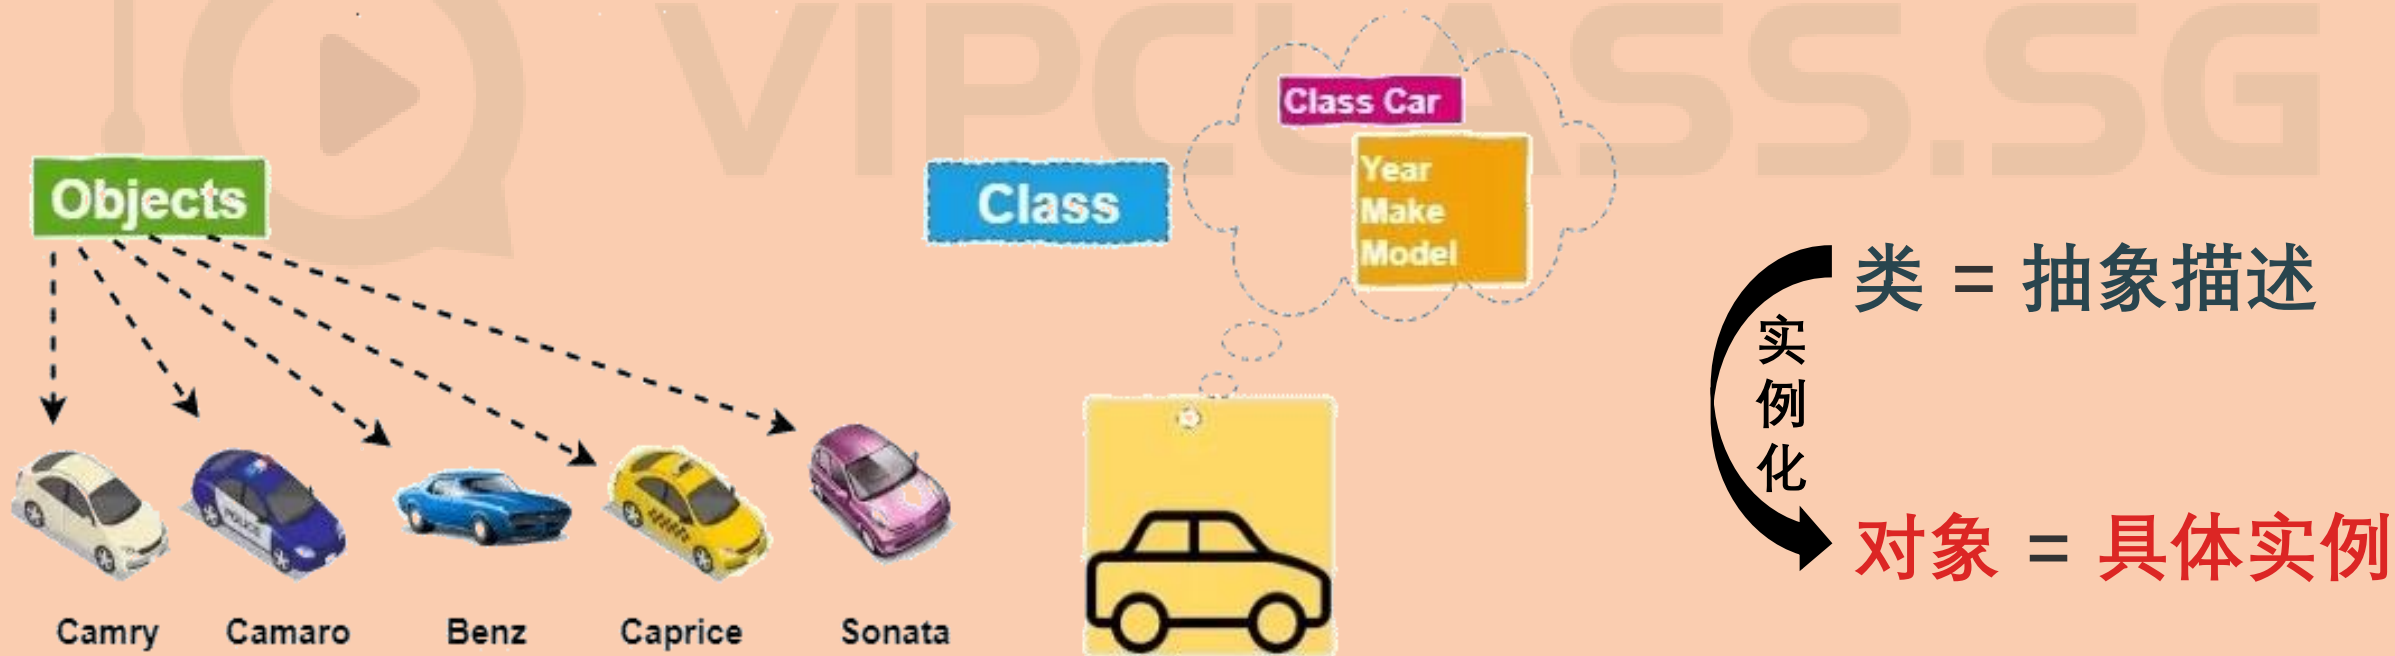 VIPCLASS.SG
Objects
Camry
Camaro
Benz
Caprice
Sonata
POLICE
Class
Class Car
Year
Make
Model
类 = 抽象描述
实
例
化
对象 = 具体实例